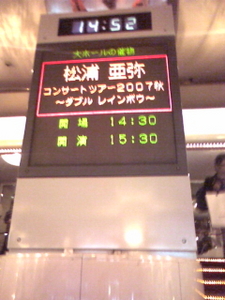 14:52
大ホールの催物
松浦 亜弥
コンサートツアー2007秋
～ダブル レインボウ～
開 場 14:30
開 演 15:30